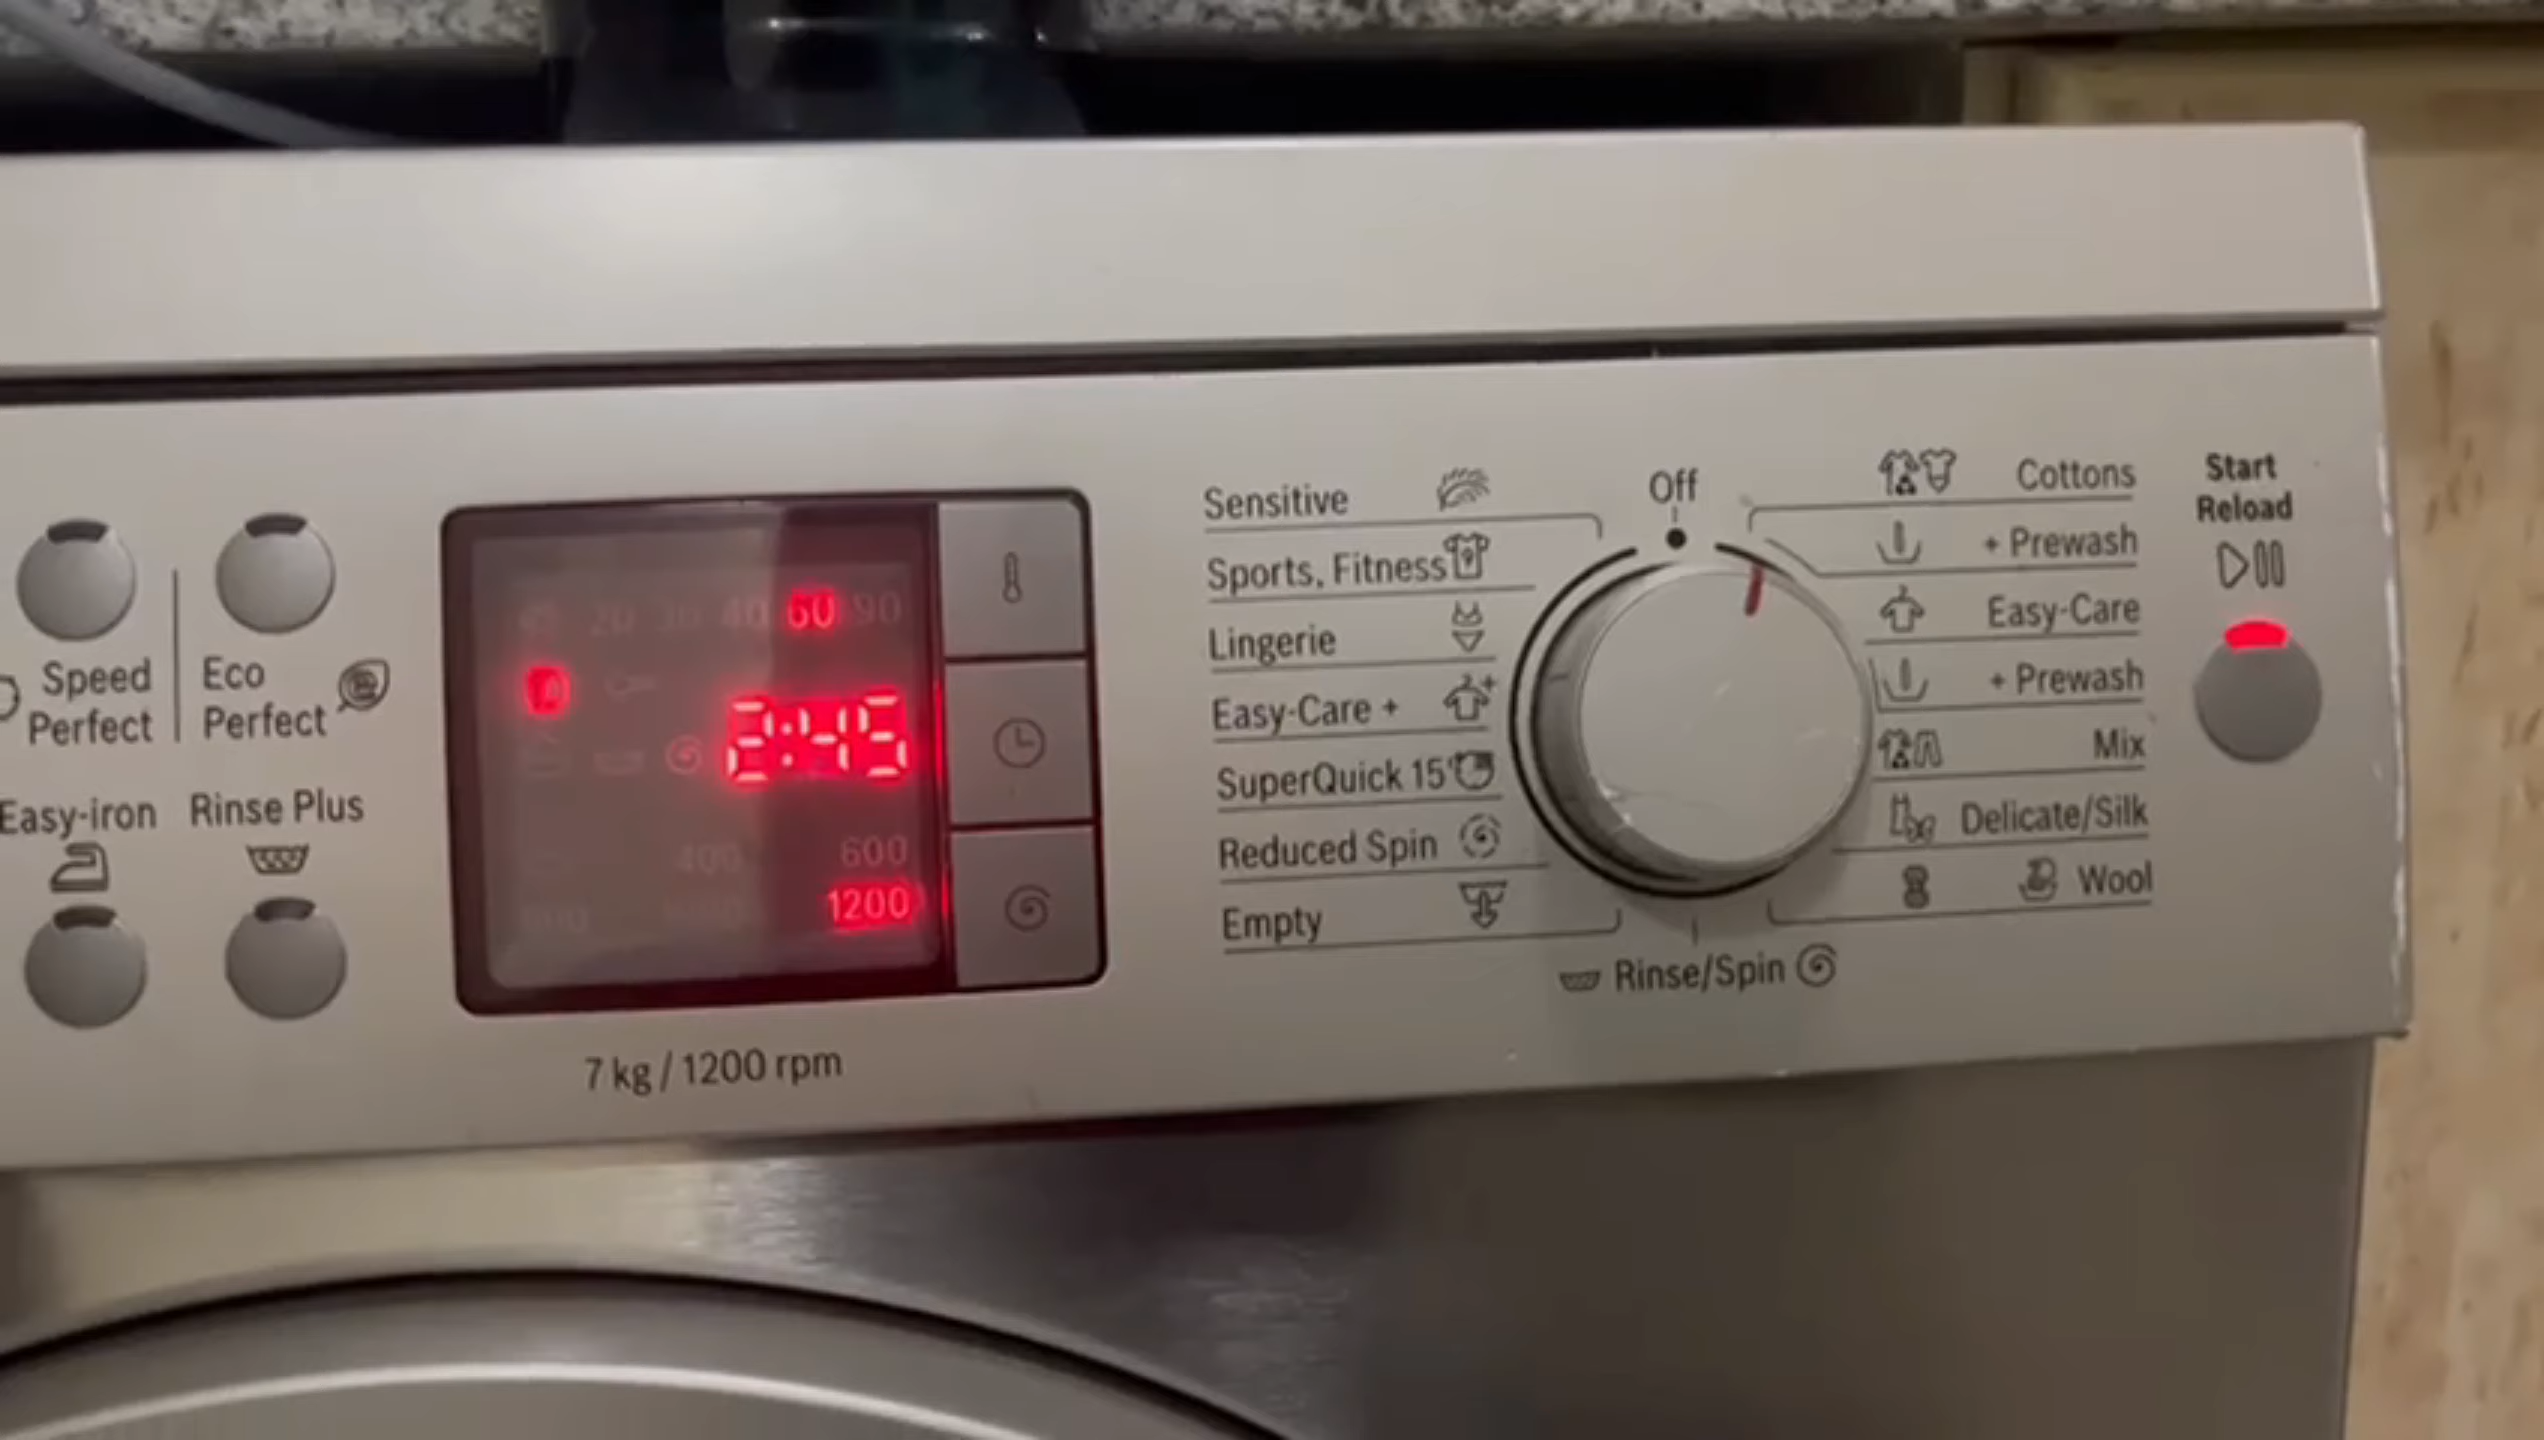 Speed
Perfect
Eco
Perfect
Easy-iron
Rinse Plus
20 30 40 60 90
2:45
400 600
1200
7 kg / 1200 rpm
Sensitive
Sports, Fitness
Lingerie
Easy-Care +
SuperQuick 15'
Reduced Spin
Empty
Off
Rinse/Spin
Cottons
+ Prewash
Easy-Care
+ Prewash
Mix
Delicate/Silk
Wool
Start
Reload